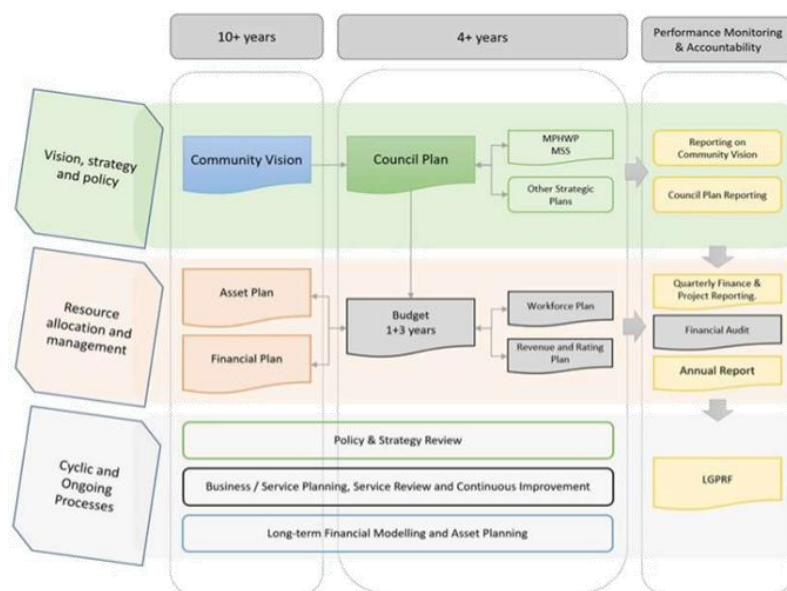 10+ years
4+ years
Performance Monitoring
& Accountability
Vision, strategy
and policy
Community Vision
Council Plan
MPHWP
MSS
Other Strategic
Plans
Reporting on
Community Vision
Council Plan Reporting
Resource
allocation and
management
Asset Plan
Financial Plan
Budget
1+3 years
Workforce Plan
Revenue and Rating
Plan
Quarterly Finance &
Project Reporting.
Financial Audit
Annual Report
Cyclic and
Ongoing
Processes
Policy & Strategy Review
Business / Service Planning, Service Review and Continuous Improvement
Long-term Financial Modelling and Asset Planning
LGPRF